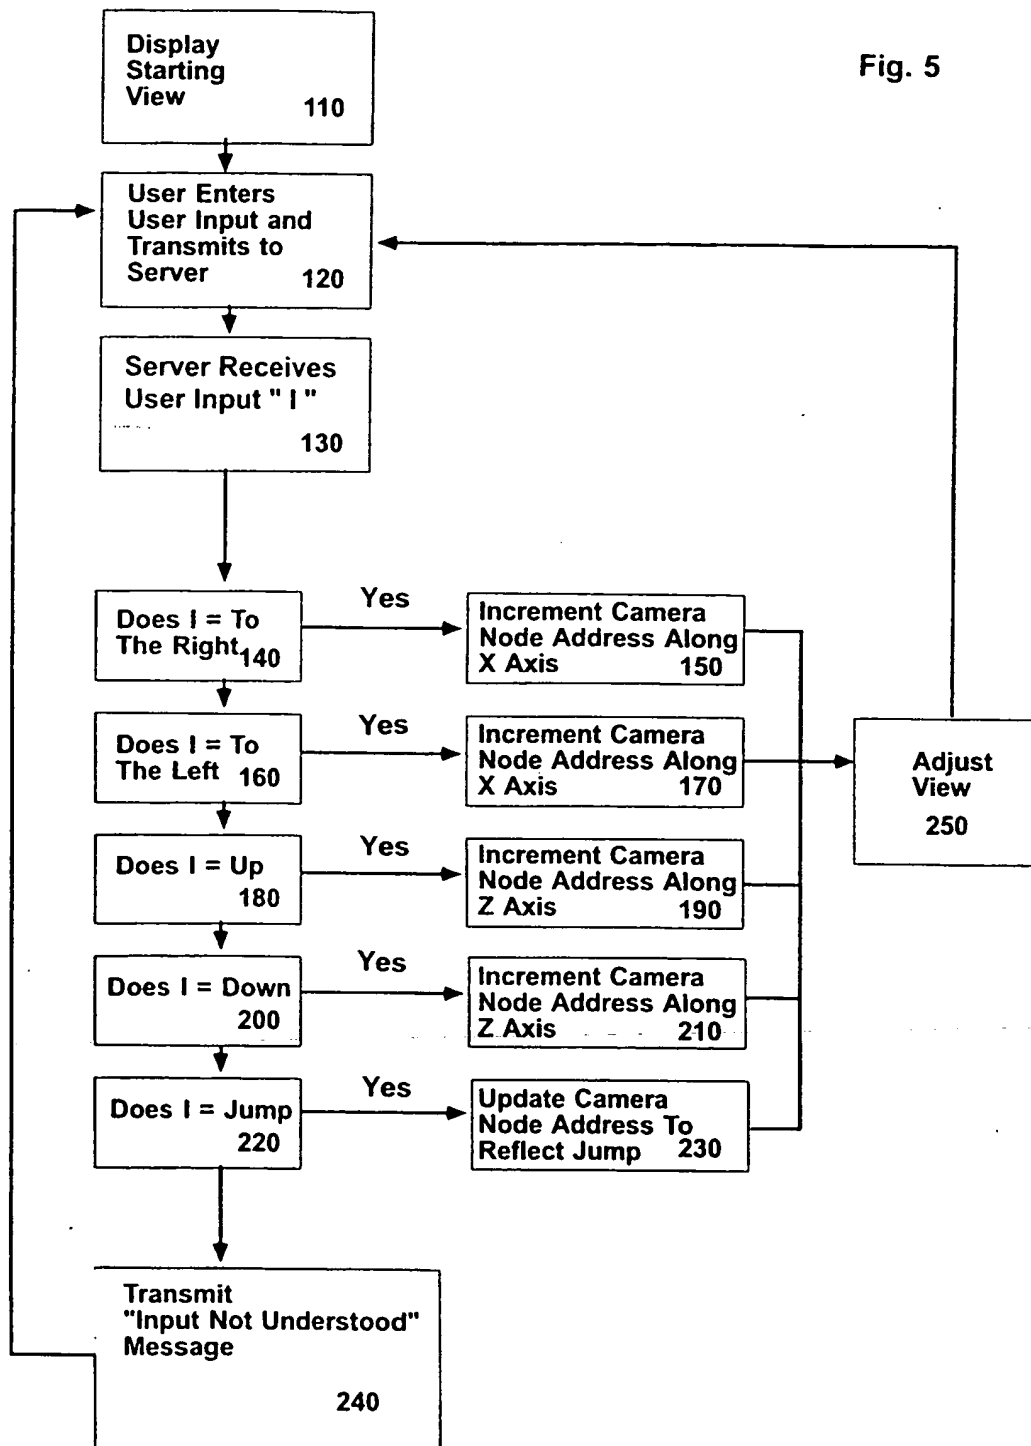 Fig. 5
Display
Starting
View
110
User Enters
User Input and
Transmits to
Server
120
Server Receives
User Input " I "
130
Does I = To
The Right
140
Yes
Increment Camera
Node Address Along
X Axis
150
Does I = To
The Left
160
Yes
Increment Camera
Node Address Along
X Axis
170
Adjust
View
250
Does I = Up
180
Yes
Increment Camera
Node Address Along
Z Axis
190
Does I = Down
200
Yes
Increment Camera
Node Address Along
Z Axis
210
Does I = Jump
220
Yes
Update Camera
Node Address To
Reflect Jump
230
Transmit
"Input Not Understood"
Message
240